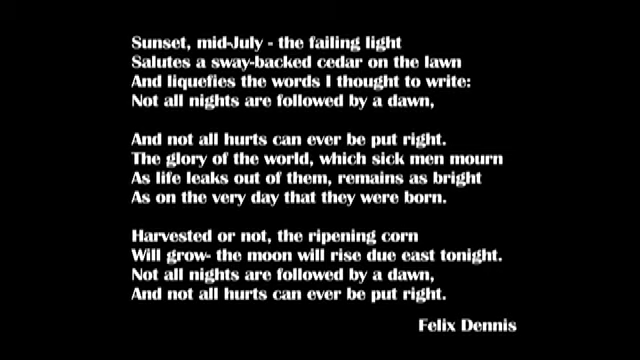 Sunset, mid-July - the failing light
Salutes a sway-backed cedar on the lawn
And liquefies the words I thought to write:
Not all nights are followed by a dawn,
And not all hurts can ever be put right.
The glory of the world, which sick men mourn
As life leaks out of them, remains as bright
As on the very day that they were born.
Harvested or not, the ripening corn
Will grow- the moon will rise due east tonight.
Not all nights are followed by a dawn,
And not all hurts can ever be put right.
Felix Dennis